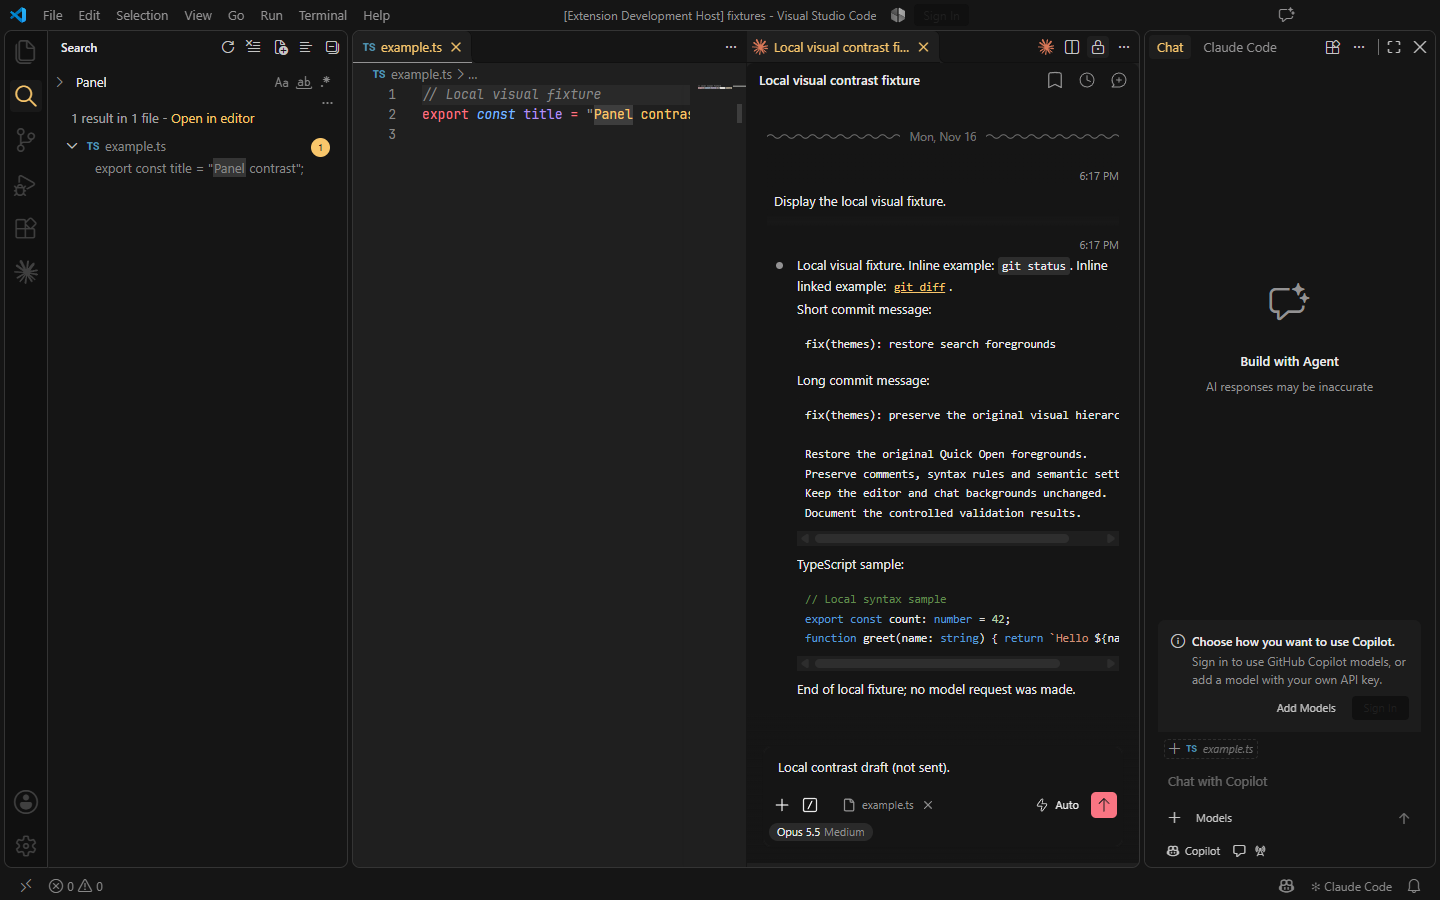 File Edit Selection View Go Run Terminal Help
[Extension Development Host] fixtures - Visual Studio Code
Sign In
Search
Panel
Aa ab .*
1 result in 1 file - Open in editor
TS example.ts
1
export const title = "Panel contrast";
TS example.ts
TS example.ts > ...
1 // Local visual fixture
2 export const title = "Panel contras
3
Local visual contrast fi...
Local visual contrast fixture
Mon, Nov 16
6:17 PM
Display the local visual fixture.
6:17 PM
Local visual fixture. Inline example: git status. Inline
linked example: git diff.
Short commit message:
fix(themes): restore search foregrounds
Long commit message:
fix(themes): preserve the original visual hierarc
Restore the original Quick Open foregrounds.
Preserve comments, syntax rules and semantic sett
Keep the editor and chat backgrounds unchanged.
Document the controlled validation results.
TypeScript sample:
// Local syntax sample
export const count: number = 42;
function greet(name: string) { return `Hello ${na
End of local fixture; no model request was made.
Local contrast draft (not sent).
example.ts
Auto
Opus 5.5 Medium
Chat Claude Code
Build with Agent
AI responses may be inaccurate
Choose how you want to use Copilot.
Sign in to use GitHub Copilot models, or
add a model with your own API key.
Add Models Sign In
TS example.ts
Chat with Copilot
Models
Copilot
0 0
Claude Code